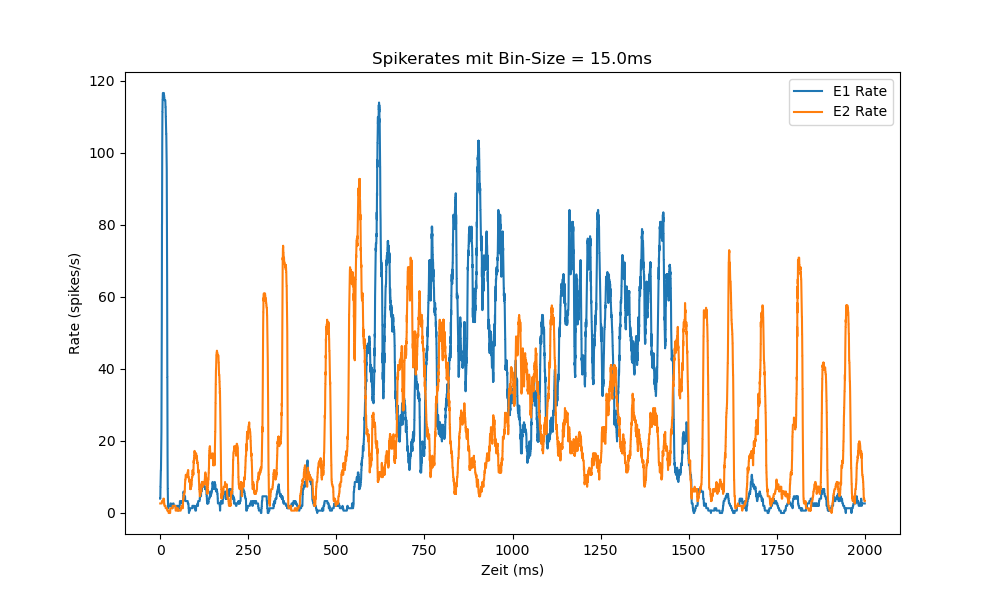 Spikerates mit Bin-Size = 15.0ms
E1 Rate
E2 Rate
Rate (spikes/s)
120
100
80
60
40
20
0
0 250 500 750 1000 1250 1500 1750 2000
Zeit (ms)